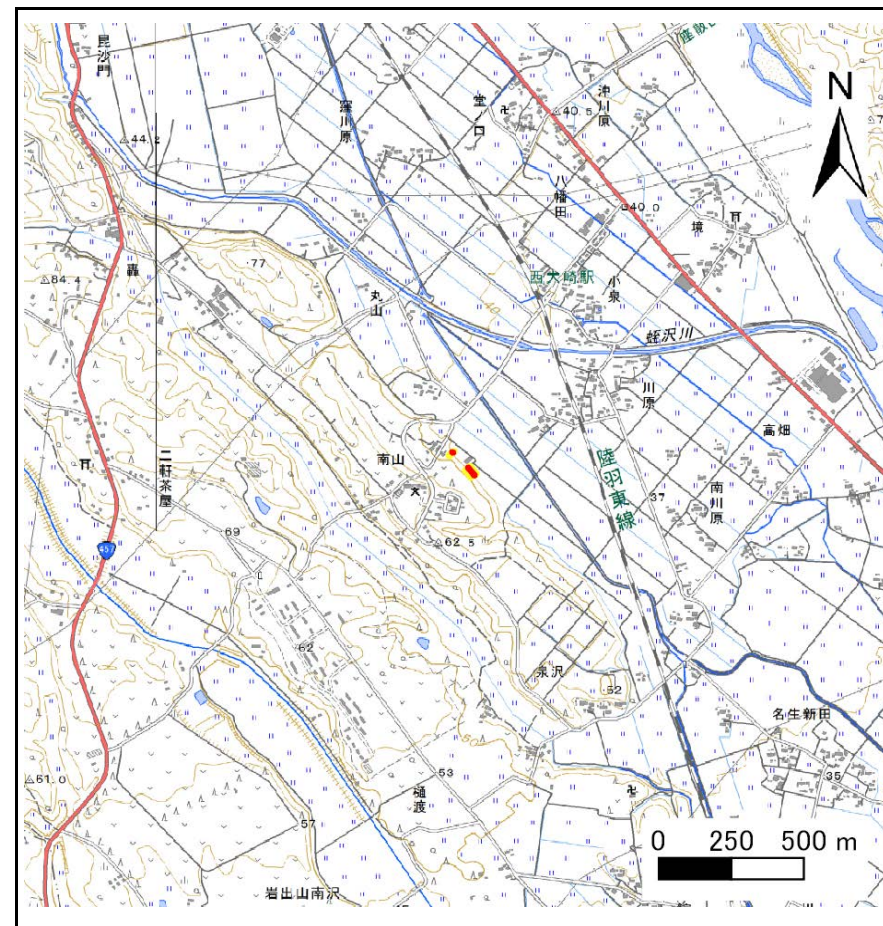 毘沙門
44.2
窪川原
堂ノ口
沖川原
40.5
N
八幡田
40.0
境
77
轟
84.4
丸山
西大崎駅
小泉
40
蛭沢川
川原
高畑
南山
二軒茶屋
陸羽東線
37
南川原
62.8
69
457
62
泉沢
52
名生新田
53
35
61.0
樋渡
57
0 250 500 m
岩出山南沢